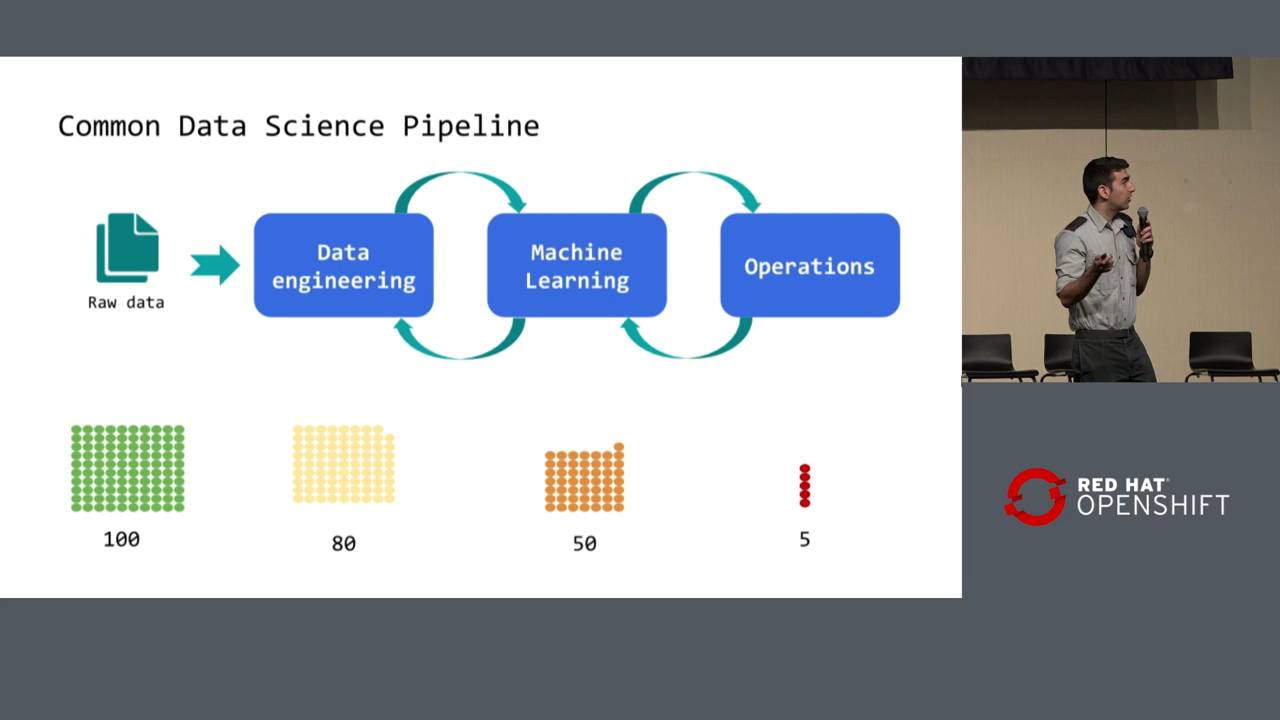 Common Data Science Pipeline
Raw data
Data
engineering
Machine
Learning
Operations
100
80
50
5
RED HAT®
OPENSHIFT